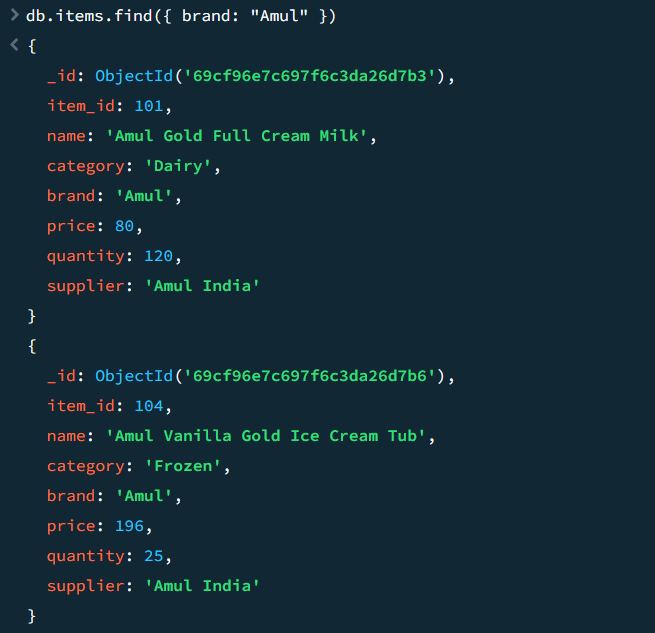 > db.items.find({ brand: "Amul" })
< {
_id: ObjectId('69cf96e7c697f6c3da26d7b3'),
item_id: 101,
name: 'Amul Gold Full Cream Milk',
category: 'Dairy',
brand: 'Amul',
price: 80,
quantity: 120,
supplier: 'Amul India'
}
{
_id: ObjectId('69cf96e7c697f6c3da26d7b6'),
item_id: 104,
name: 'Amul Vanilla Gold Ice Cream Tub',
category: 'Frozen',
brand: 'Amul',
price: 196,
quantity: 25,
supplier: 'Amul India'
}